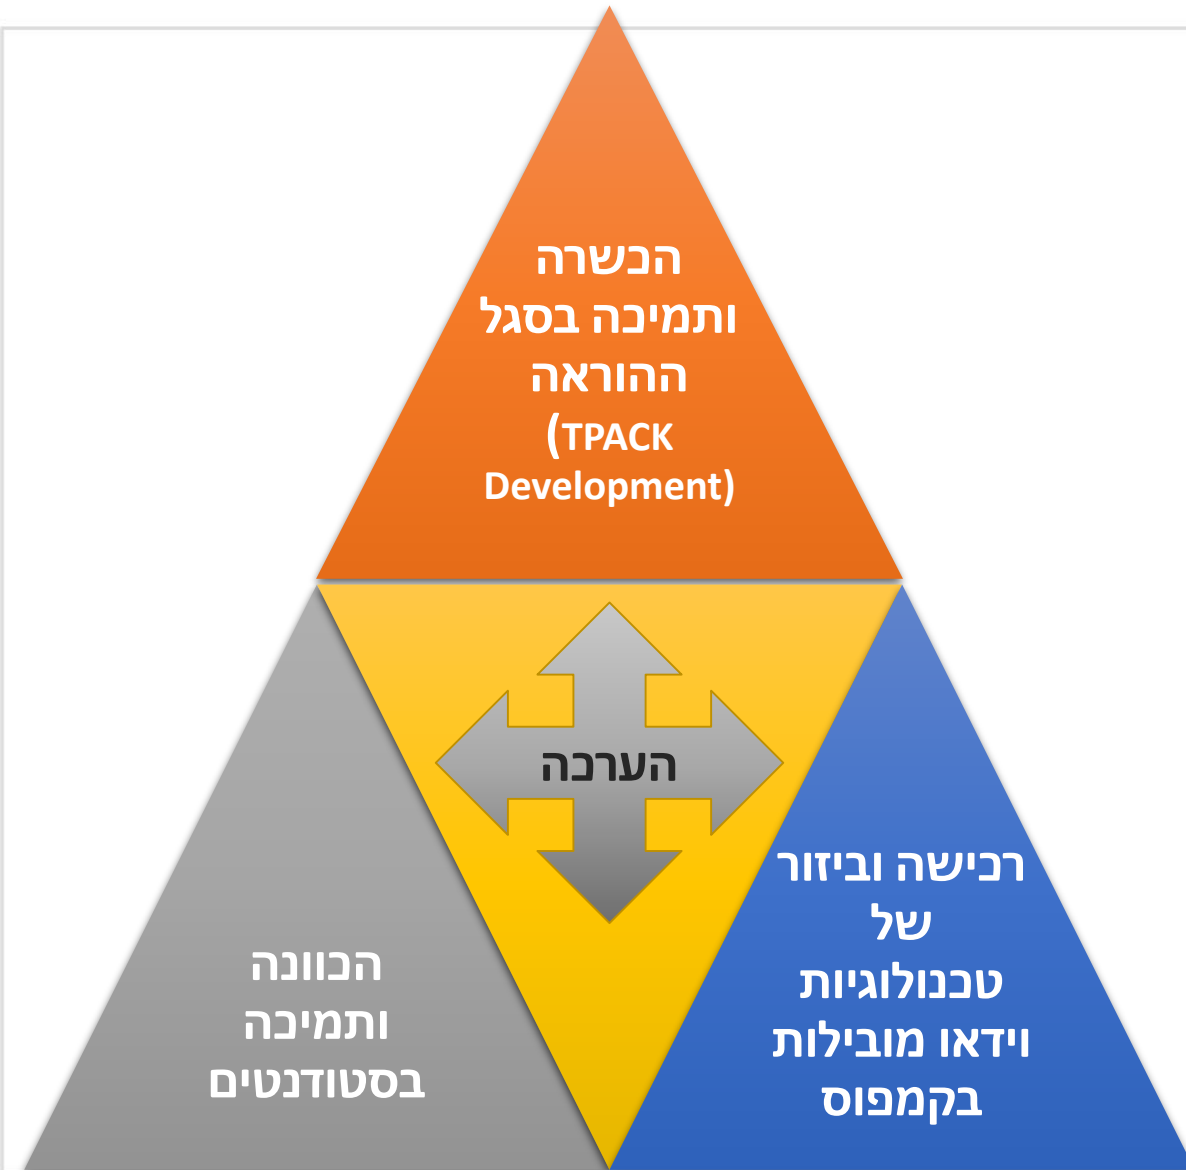 הכשרה
ותמיכה בסגל
ההוראה
(TPACK
Development)
הערכה
רכישה וביזור
של
טכנולוגיות
וידאו מובילות
בקמפוס
הכוונה
ותמיכה
בסטודנטים